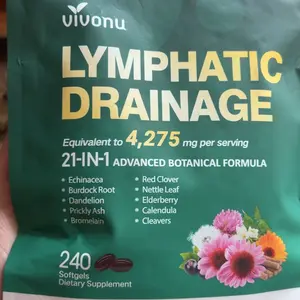 vivonu
LYMPHATIC
DRAINAGE
Equivalent to 4,275 mg per serving
21-IN-1 ADVANCED BOTANICAL FORMULA
• Echinacea
• Burdock Root
• Dandelion
• Prickly Ash
• Bromelain
• Red Clover
• Nettle Leaf
• Elderberry
• Calendula
• Cleavers
240
Softgels
Dietary Supplement